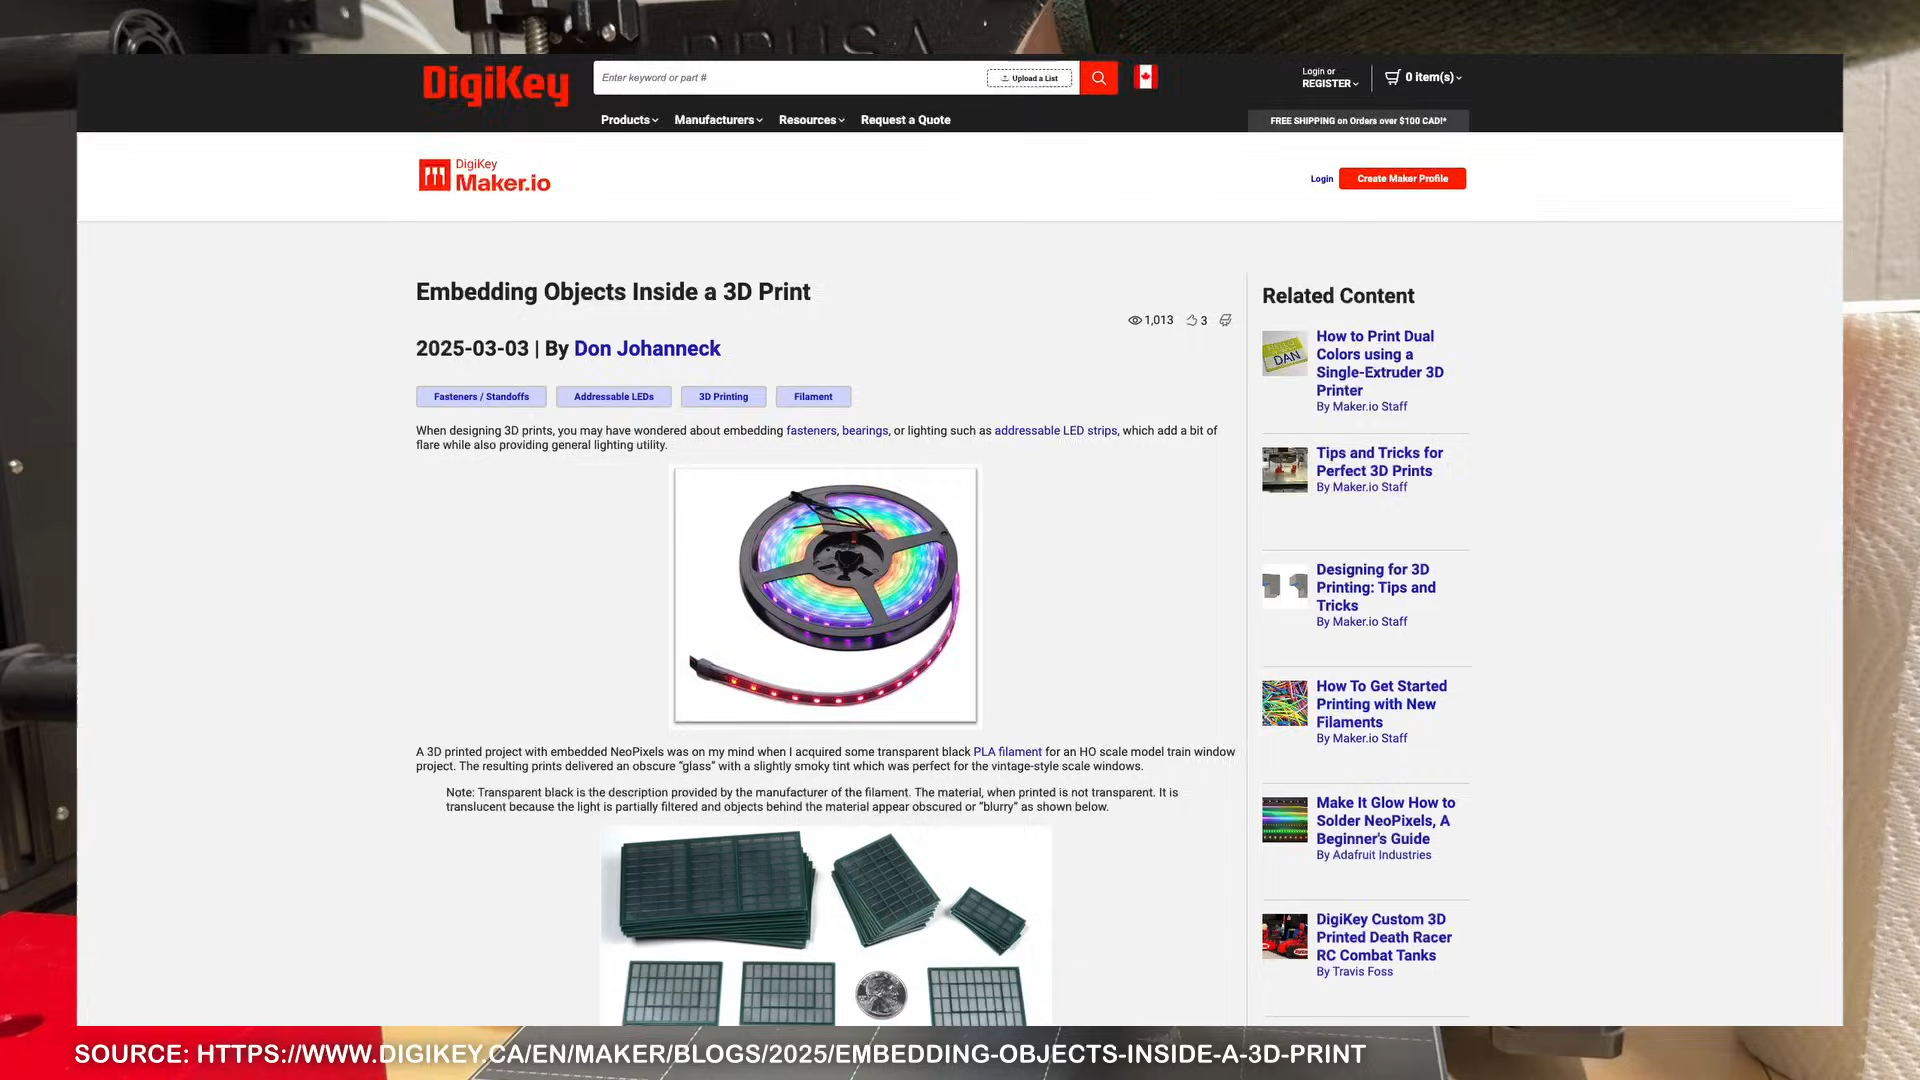 PRUSA
DigiKey
Enter keyword or part #
Upload a List
Login or
REGISTER
0 item(s)
Products
Manufacturers
Resources
Request a Quote
FREE SHIPPING on Orders over $100 CAD!*
DigiKey
Maker.io
Login
Create Maker Profile
Embedding Objects Inside a 3D Print
1,013
3
2025-03-03 | By Don Johanneck
Fasteners / Standoffs
Addressable LEDs
3D Printing
Filament
When designing 3D prints, you may have wondered about embedding fasteners, bearings, or lighting such as addressable LED strips, which add a bit of
flare while also providing general lighting utility.
A 3D printed project with embedded NeoPixels was on my mind when I acquired some transparent black PLA filament for an HO scale model train window
project. The resulting prints delivered an obscure “glass” with a slightly smoky tint which was perfect for the vintage-style scale windows.
Note: Transparent black is the description provided by the manufacturer of the filament. The material, when printed is not transparent. It is
translucent because the light is partially filtered and objects behind the material appear obscured or “blurry” as shown below.
Related Content
How to Print Dual
Colors using a
Single-Extruder 3D
Printer
By Maker.io Staff
HELLO
DAN
Tips and Tricks for
Perfect 3D Prints
By Maker.io Staff
Designing for 3D
Printing: Tips and
Tricks
By Maker.io Staff
How To Get Started
Printing with New
Filaments
By Maker.io Staff
Make It Glow How to
Solder NeoPixels, A
Beginner's Guide
By Adafruit Industries
DigiKey Custom 3D
Printed Death Racer
RC Combat Tanks
By Travis Foss
SOURCE: HTTPS://WWW.DIGIKEY.CA/EN/MAKER/BLOGS/2025/EMBEDDING-OBJECTS-INSIDE-A-3D-PRINT